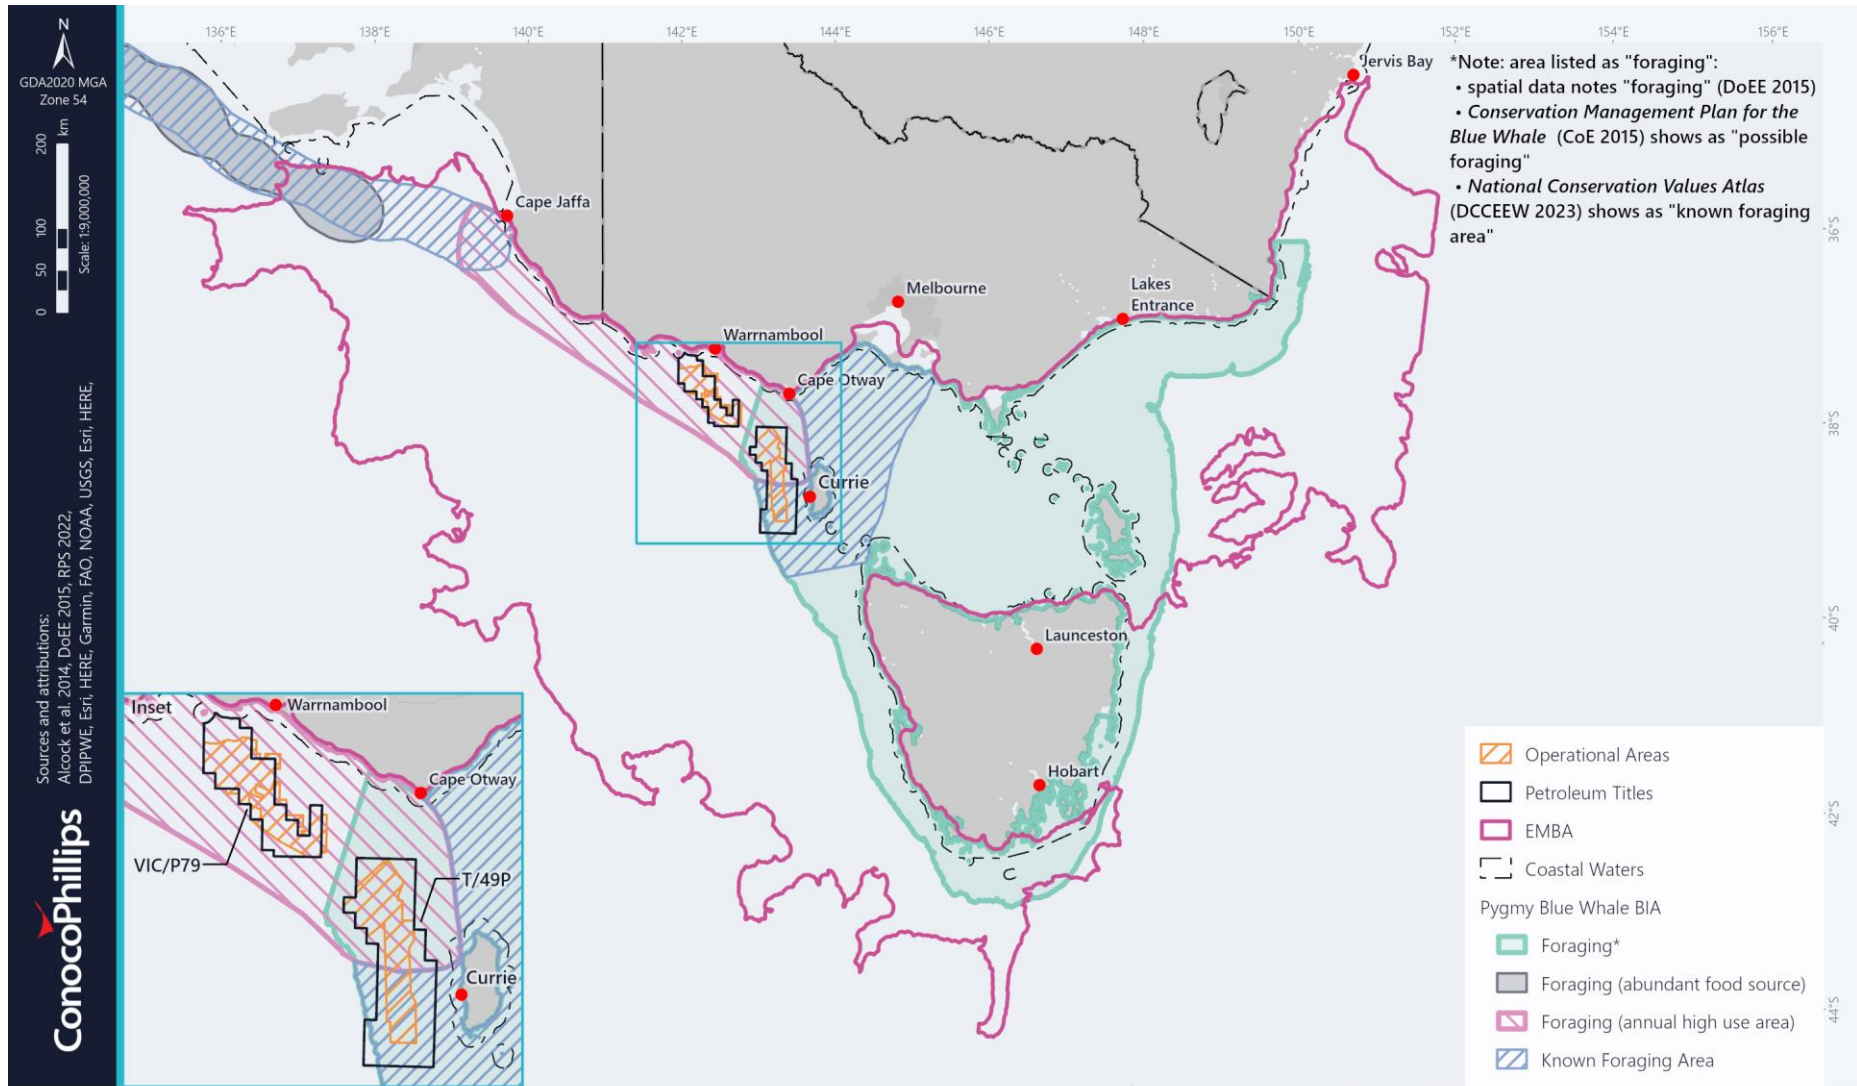 136°E
138°E
140°E
142°E
144°E
146°E
148°E
150°E
152°E
154°E
156°E
N
GDA2020 MGA
Zone 54
0
50
100
200
km
Scale: 1:9,000,000
Sources and attributions:
Alcock et al. 2014, DoEE 2015, RPS 2022,
DPIPWE, Esri, HERE, Garmin, FAO, NOAA, USGS, Esri, HERE,
ConocoPhillips
*Note: area listed as "foraging":
• spatial data notes "foraging" (DoEE 2015)
• Conservation Management Plan for the
Blue Whale (CoE 2015) shows as "possible
foraging"
• National Conservation Values Atlas
(DCCEEW 2023) shows as "known foraging
area"
Jervis Bay
Cape Jaffa
Melbourne
Lakes
Entrance
Warrnambool
Cape Otway
Currie
Launceston
Hobart
36°S
38°S
40°S
42°S
44°S
Inset
Warrnambool
Cape Otway
VIC/P79
T/49P
Currie
Operational Areas
Petroleum Titles
EMBA
Coastal Waters
Pygmy Blue Whale BIA
Foraging*
Foraging (abundant food source)
Foraging (annual high use area)
Known Foraging Area